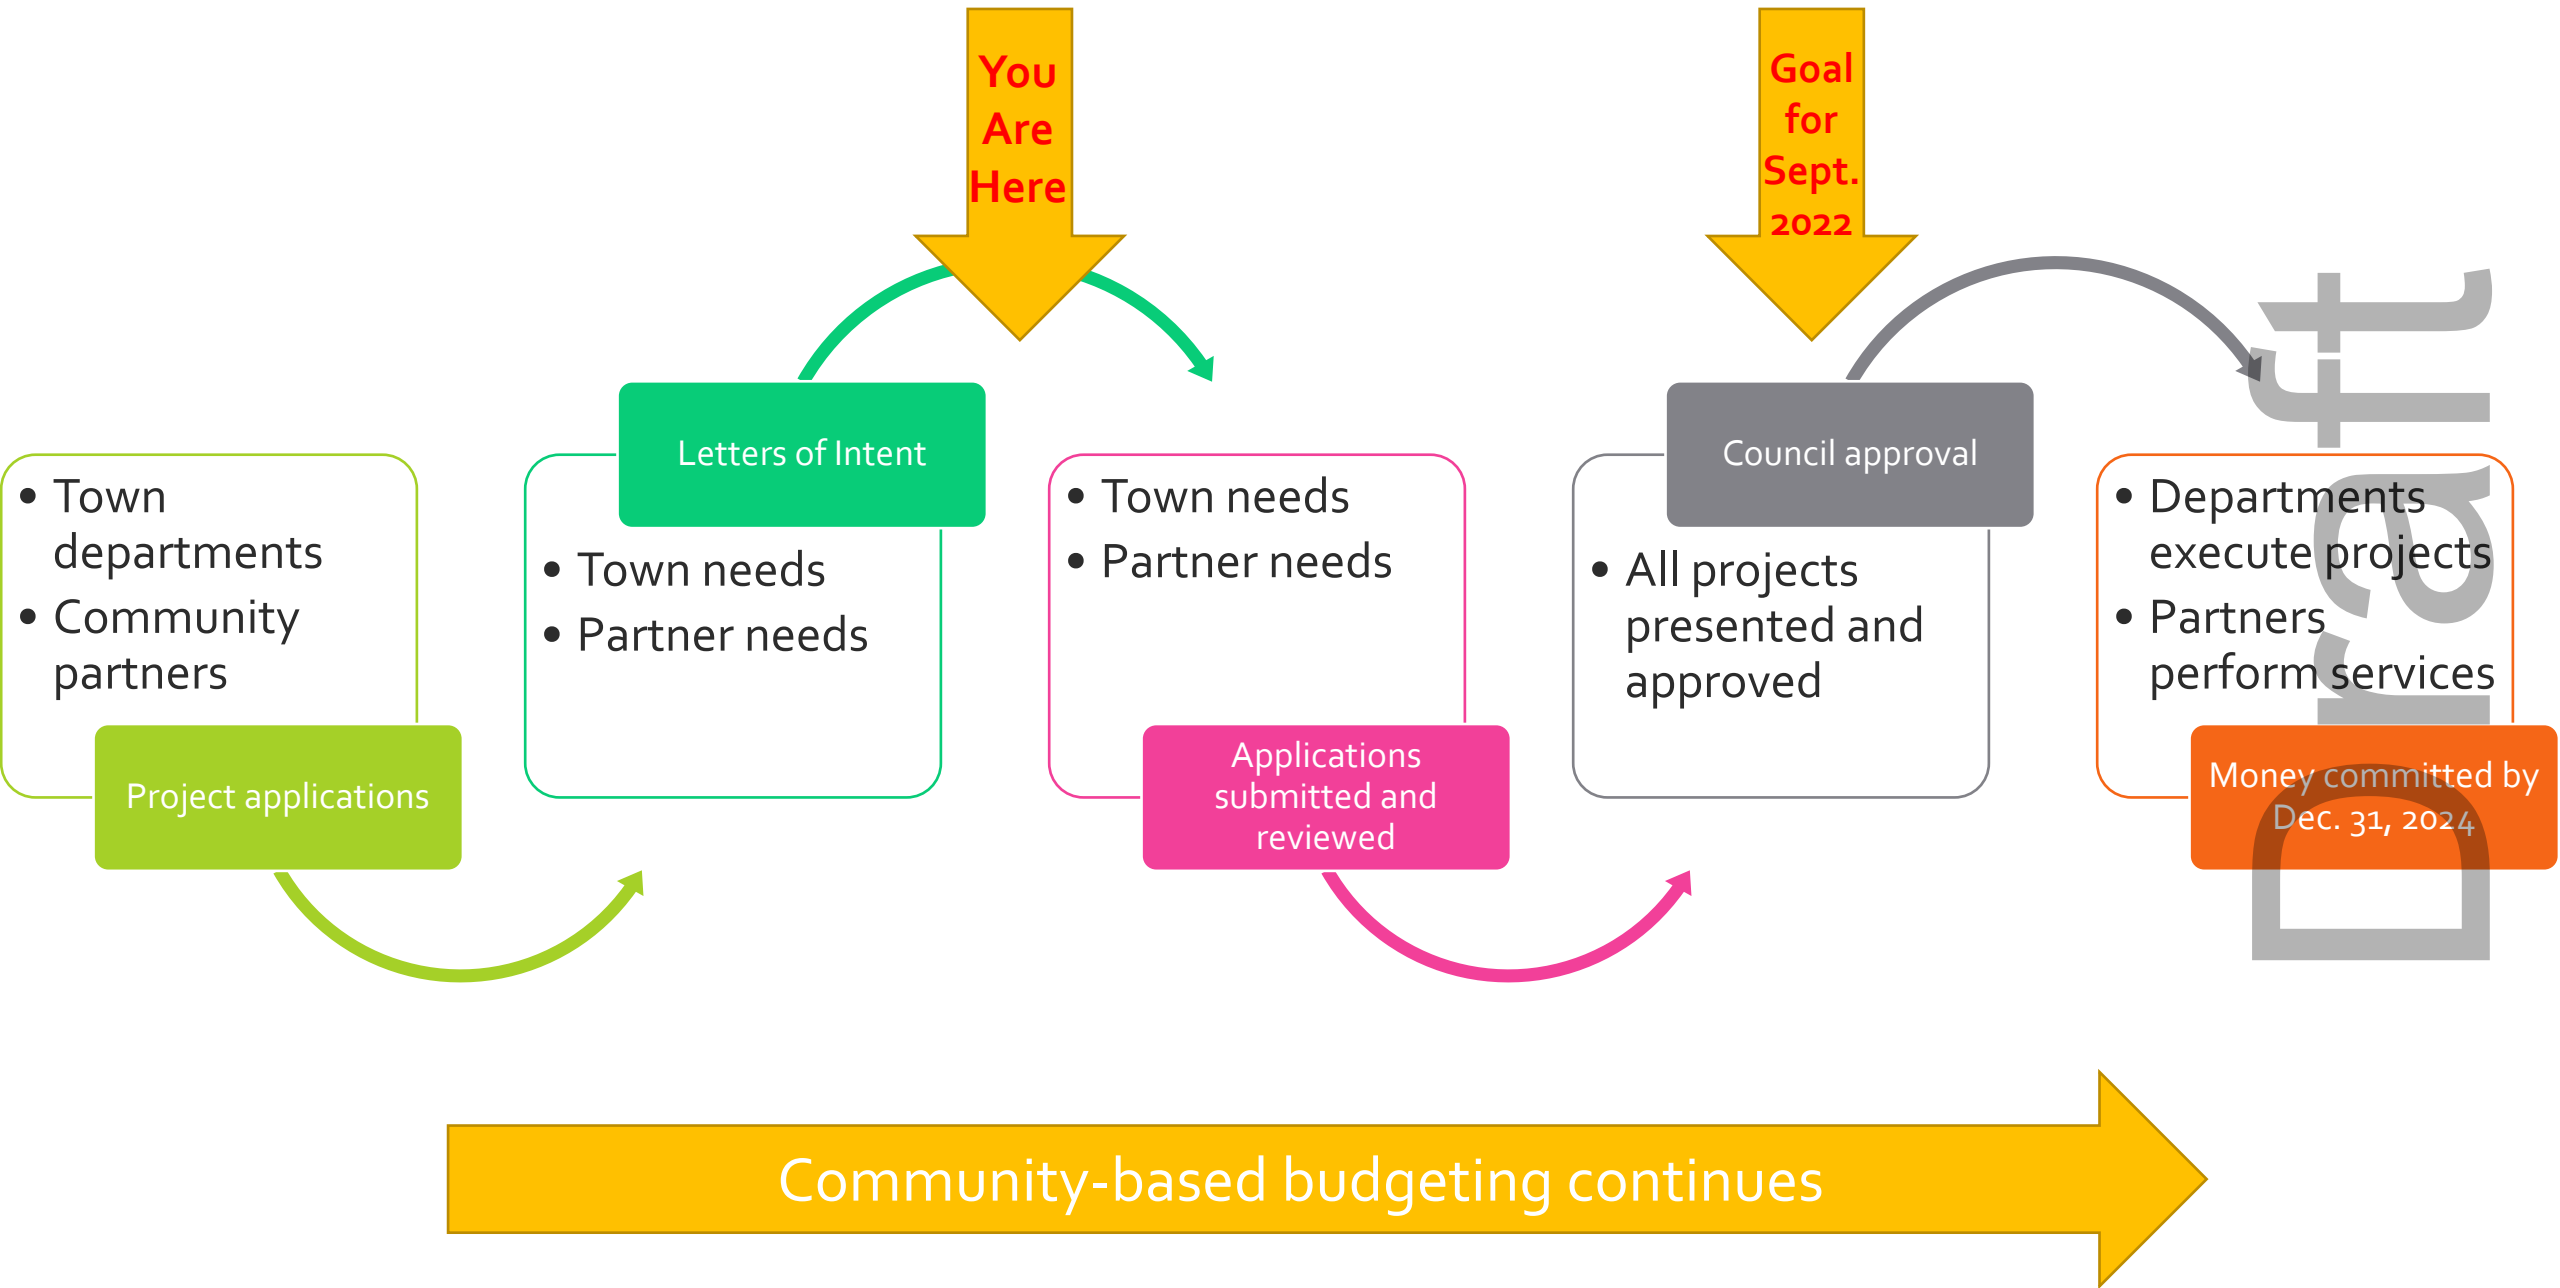 You
Are
Here
Goal
for
Sept.
2022
• Town
departments
• Community
partners
Project applications
Letters of Intent
• Town needs
• Partner needs
• Town needs
• Partner needs
Applications
submitted and
reviewed
Council approval
• All projects
presented and
approved
• Departments
execute projects
• Partners
perform services
Money committed by
Dec. 31, 2024
Draft
Community-based budgeting continues